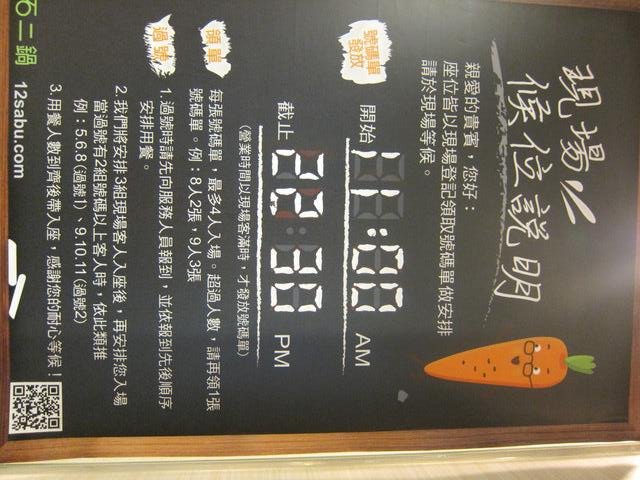 現場
候位說明
親愛的貴賓，您好：
座位皆以現場登記領取號碼單做安排
請於現場等候。
號碼單
發放
開始 11:00 AM
截止 22:30 PM
(營業時間以現場客滿時，才發放號碼單)
領單
每張號碼單，最多4人入場。超過人數，請再領1張
號碼單。例：8人2張，9人3張
過號
1. 過號時請先向服務人員報到，並依報到先後順序
安排用餐。
2. 我們將安排3組現場客人入座後，再安排您入場
當過號有2組號碼以上客人時，依此類推
例：5.6.8(過號1)、9.10.11(過號2)
3. 用餐人數到齊後帶入座，感謝您的耐心等候！
石二鍋 12sabu.com